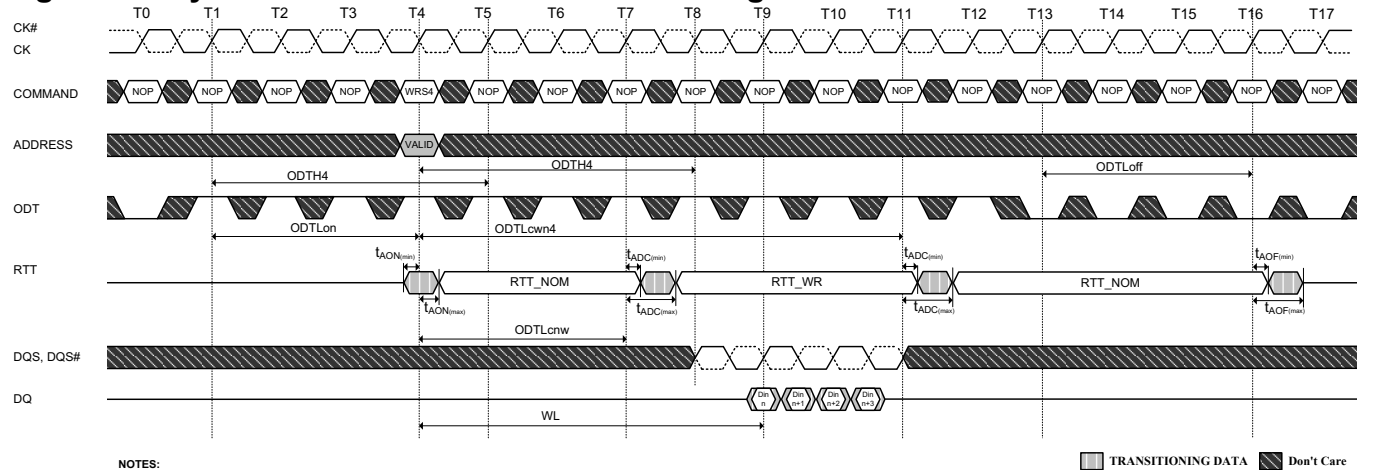 T0 T1 T2 T3 T4 T5 T6 T7 T8 T9 T10 T11 T12 T13 T14 T15 T16 T17
CK#
CK
COMMAND NOP NOP NOP NOP WRS4 NOP NOP NOP NOP NOP NOP NOP NOP NOP NOP NOP NOP NOP
ADDRESS VALID
ODTH4 ODTH4 ODTLoff
ODT
ODTLon ODTLcwn4
tAON(min) tADC(min) tADC(min) tAOF(min)
RTT RTT_NOM RTT_WR RTT_NOM
tAON(max) tADC(max) tADC(max) tAOF(max)
ODTLcnw
DQS, DQS#
DQ Din n Din n+1 Din n+2 Din n+3
WL
NOTES: TRANSITIONING DATA Don't Care